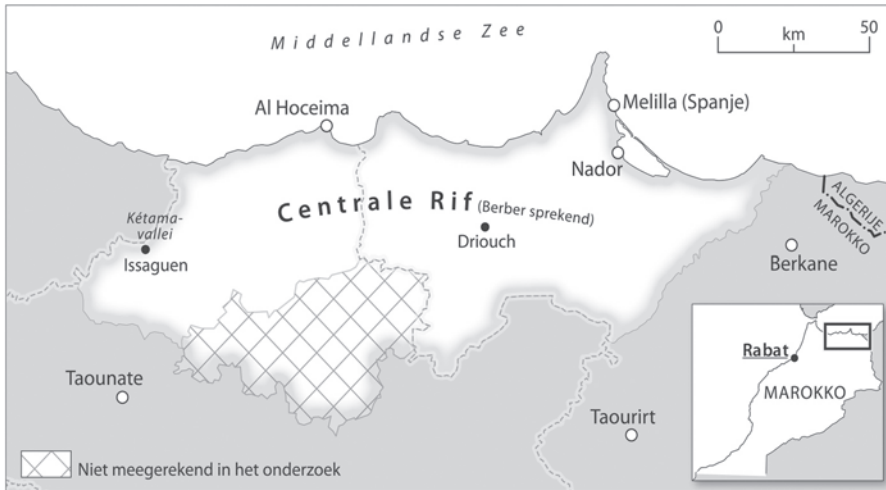 Middellandse Zee
0 50
km
Al Hoceima
Melilla (Spanje)
Nador
Centrale Rif (Berber sprekend)
Driouch
Kétama-
vallei
Issaguen
ALGERIJE
MAROKKO
Berkane
Taounate
Taourirt
Rabat
MAROKKO
Niet meegerekend in het onderzoek